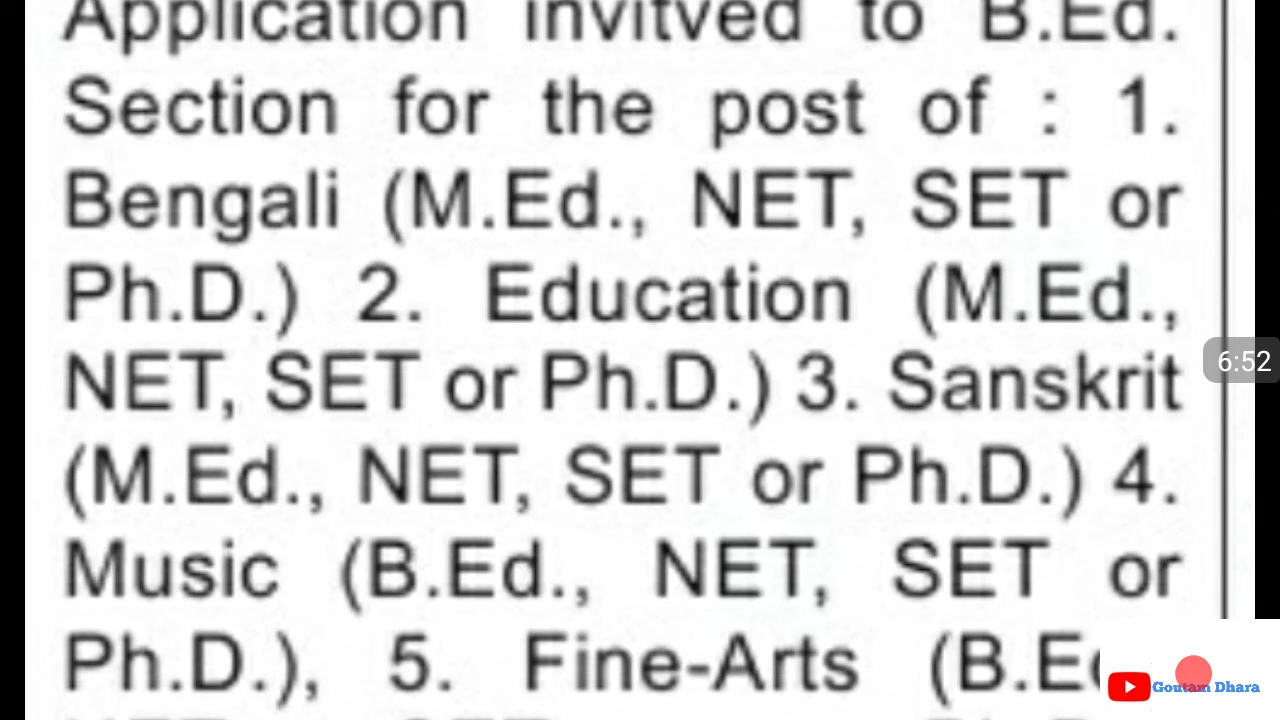 Application invitved to B.Ed.
Section for the post of : 1.
Bengali (M.Ed., NET, SET or
Ph.D.) 2. Education (M.Ed.,
NET, SET or Ph.D.) 3. Sanskrit
(M.Ed., NET, SET or Ph.D.) 4.
Music (B.Ed., NET, SET or
Ph.D.), 5. Fine-Arts
6:52
Goutam Dhara